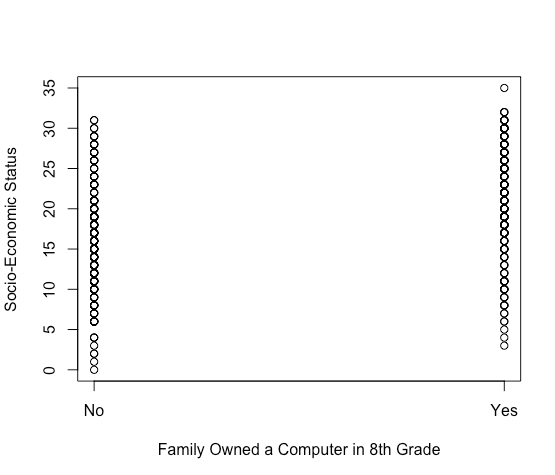 Socio-Economic Status
35
30
25
20
15
10
5
0
No Yes
Family Owned a Computer in 8th Grade